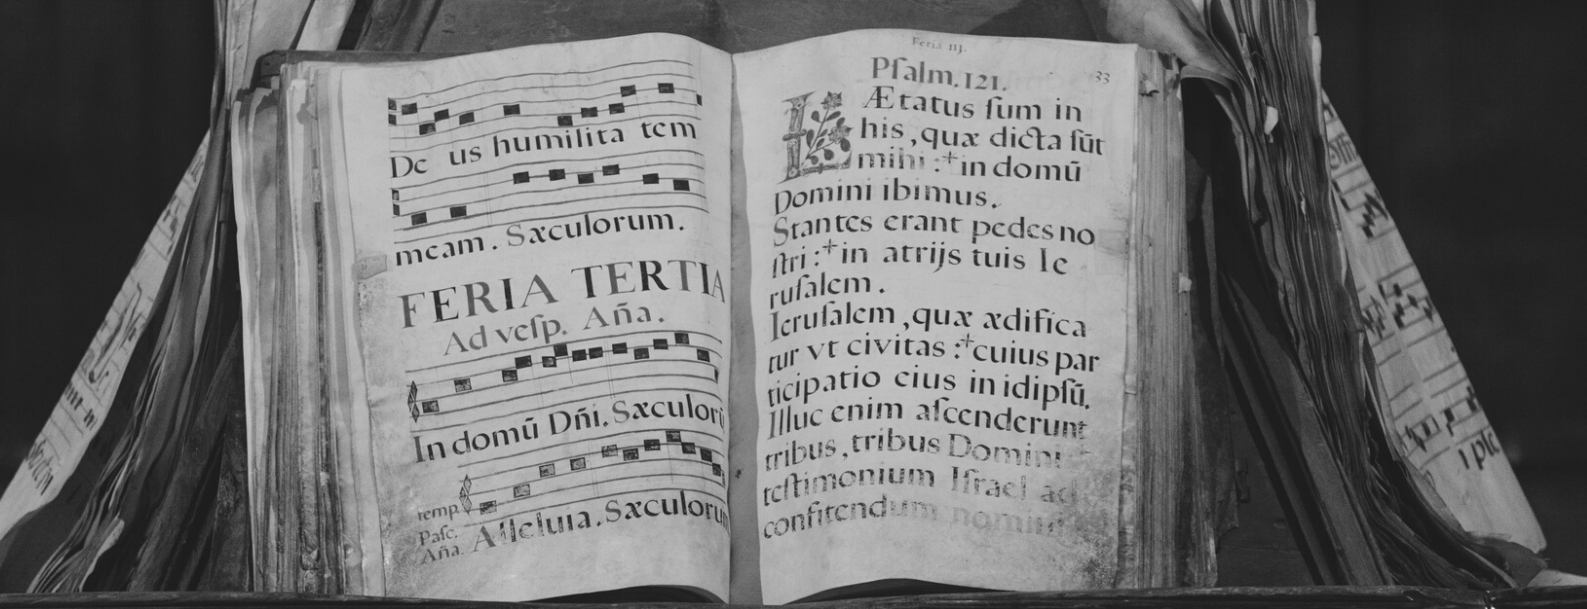 De us humilita tem
meam. Sæculorum.
FERIA TERTIA
Ad veſp. Aña.
In domū Dñi. Sæculorū
temp.
Paſc.
Aña. Alleluia. Sæculorum
Feria iij.
33
Pſalm. 121.
LÆtatus ſum in
his, quæ dicta ſūt
mihi :+ in domū
Domini ibimus.
Stantes erant pedes no
ſtri :+ in atrijs tuis Ie
ruſalem.
Ieruſalem, quæ ædifica
tur vt civitas :+ cuius par
ticipatio eius in idipſū.
Illuc enim aſcenderunt
tribus, tribus Domini
teſtimonium Iſrael ad
confitendum nomini